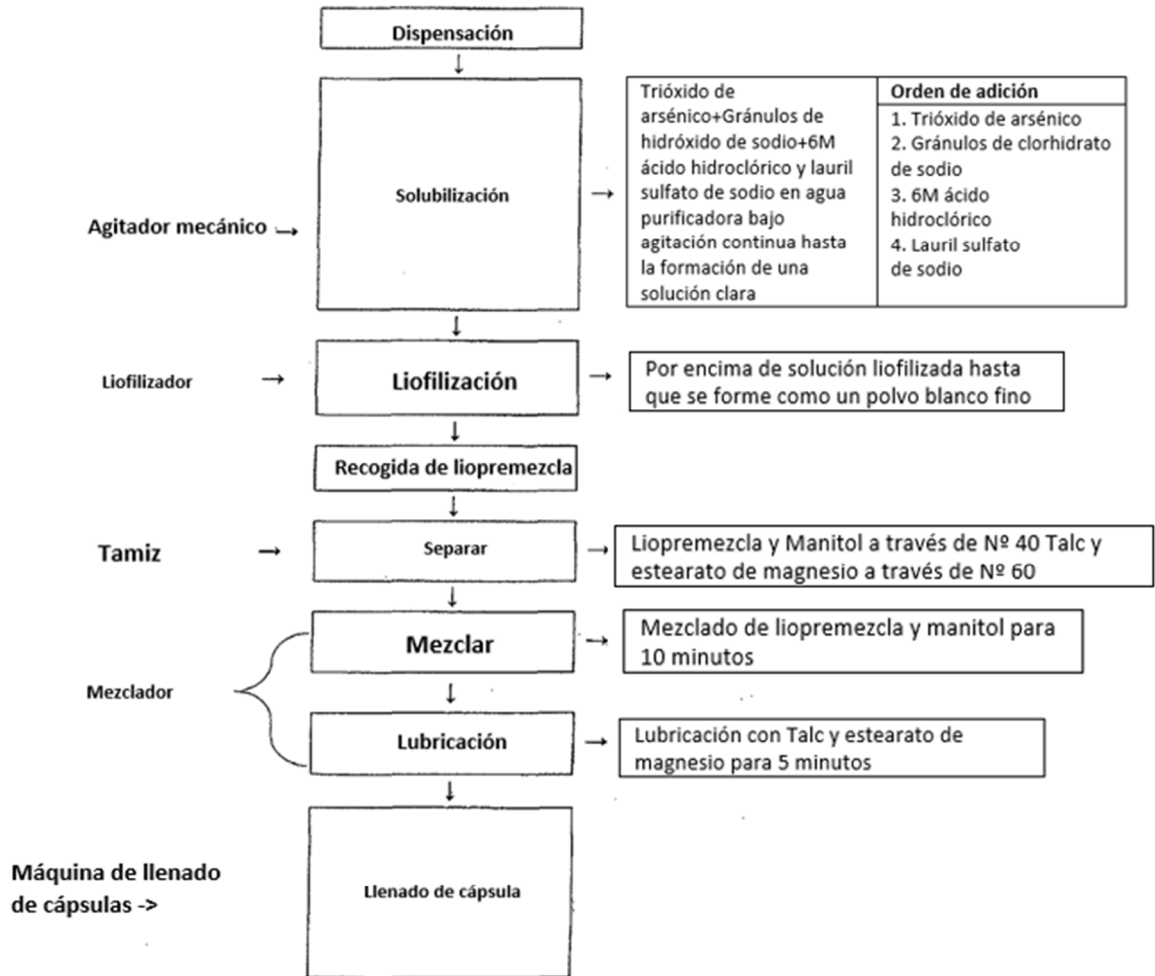 Dispensación
Solubilización
Agitador mecánico →
Trióxido de
arsénico+Gránulos de
hidróxido de sodio+6M
ácido hidroclórico y lauril
sulfato de sodio en agua
purificadora bajo
agitación continua hasta
la formación de una
solución clara
Orden de adición
1. Trióxido de arsénico
2. Gránulos de clorhidrato
de sodio
3. 6M ácido
hidroclórico
4. Lauril sulfato
de sodio
Liofilizador →
Liofilización
Por encima de solución liofilizada hasta
que se forme como un polvo blanco fino
Recogida de liopremezcla
Tamiz →
Separar
Liopremezcla y Manitol a través de Nº 40 Talc y
estearato de magnesio a través de Nº 60
Mezclar
Mezclado de liopremezcla y manitol para
10 minutos
Mezclador
Lubricación
Lubricación con Talc y estearato de
magnesio para 5 minutos
Máquina de llenado
de cápsulas ->
Llenado de cápsula